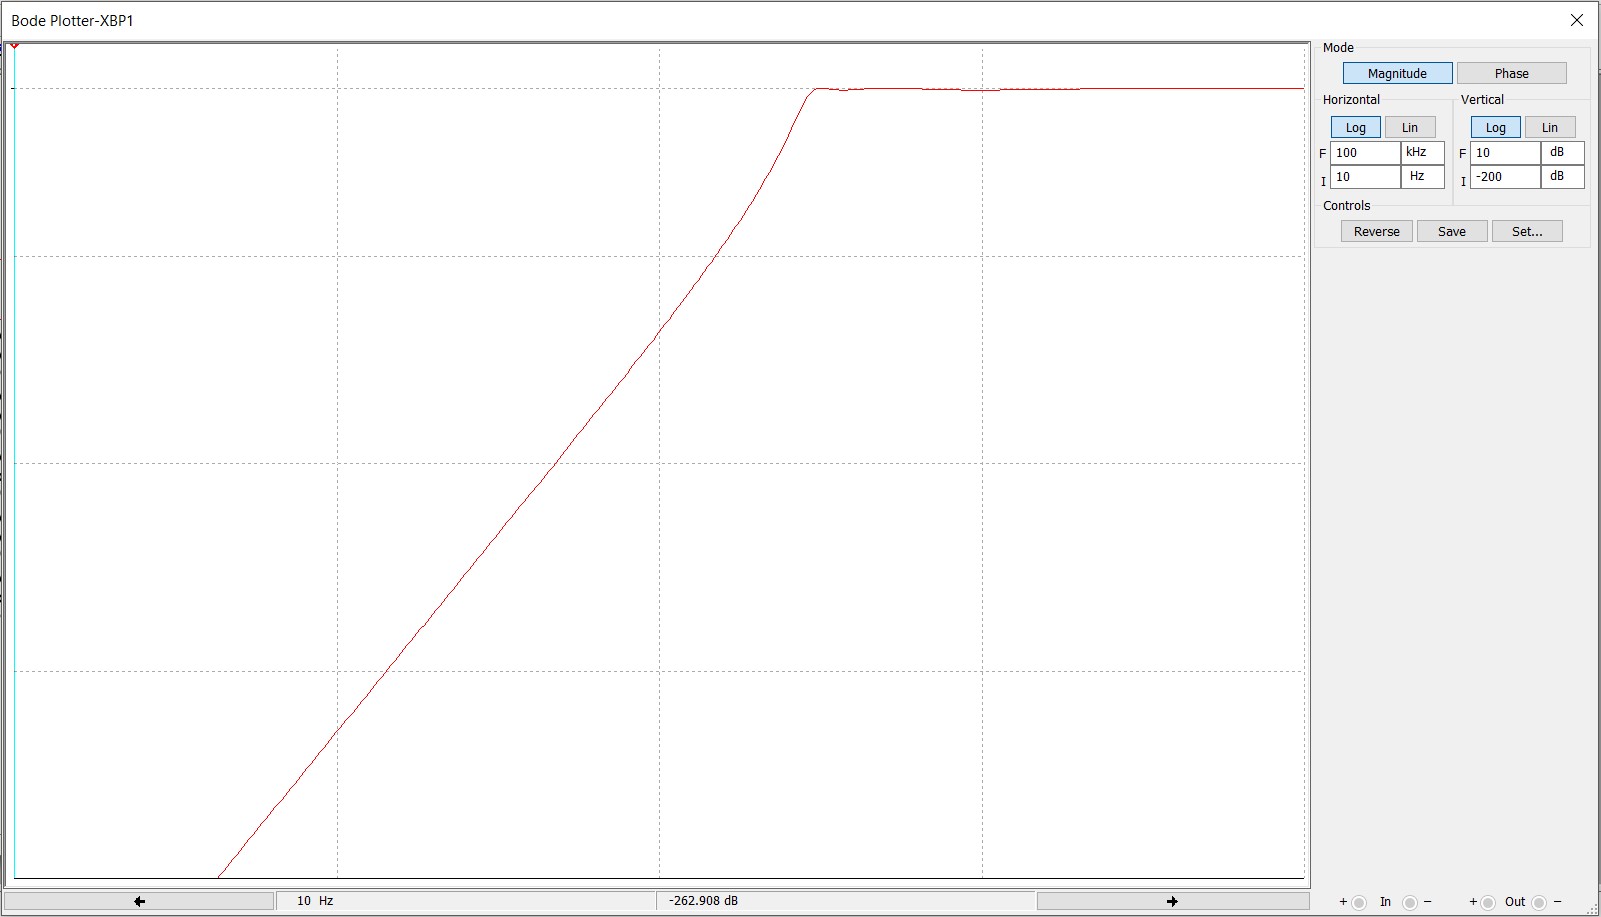 Bode Plotter-XBP1
Mode
Magnitude Phase
Horizontal Vertical
Log Lin Log Lin
F 100 kHz F 10 dB
I 10 Hz I -200 dB
Controls
Reverse Save Set...
10 Hz -262.908 dB + In − + Out −